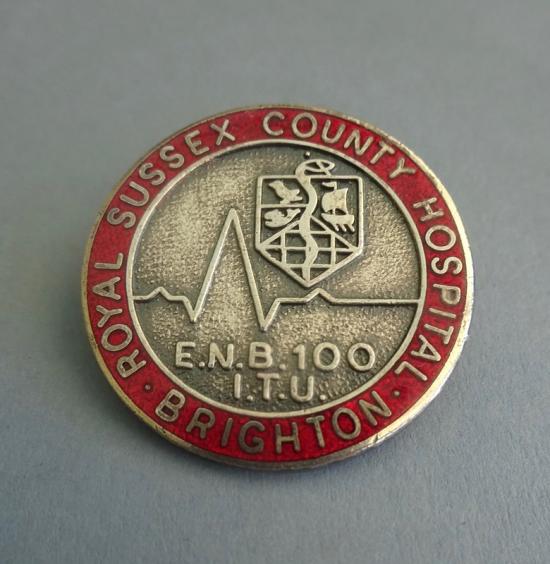 ROYAL SUSSEX COUNTY HOSPITAL
E.N.B.100
I.T.U.
· BRIGHTON ·